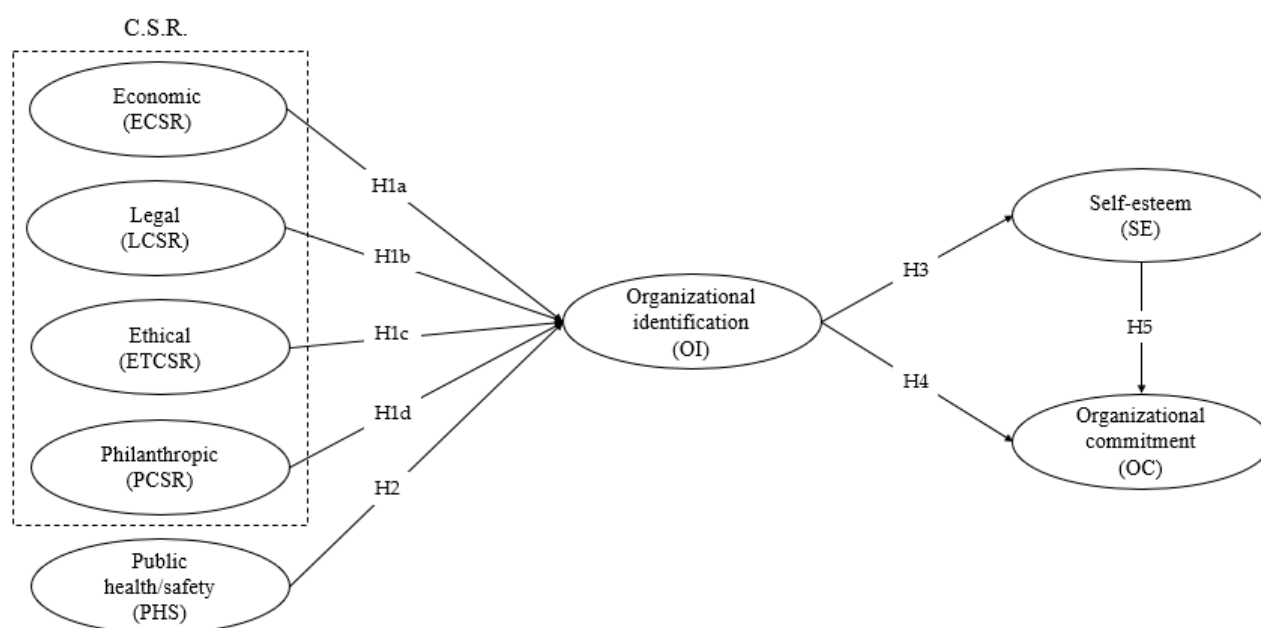 C.S.R.
Economic
(ECSR)
Legal
(LCSR)
Ethical
(ETCSR)
Philanthropic
(PCSR)
Public
health/safety
(PHS)
H1a
H1b
H1c
H1d
H2
Organizational
identification
(OI)
H3
H4
Self-esteem
(SE)
H5
Organizational
commitment
(OC)